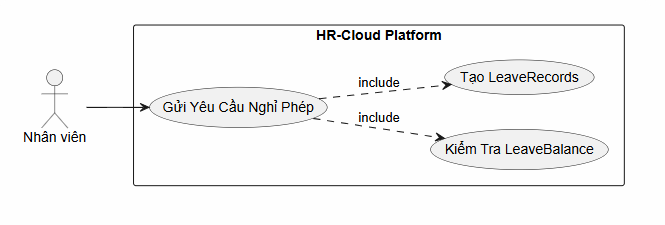 HR-Cloud Platform
include
Tạo LeaveRecords
Gửi Yêu Cầu Nghỉ Phép
include
Nhân viên
Kiểm Tra LeaveBalance